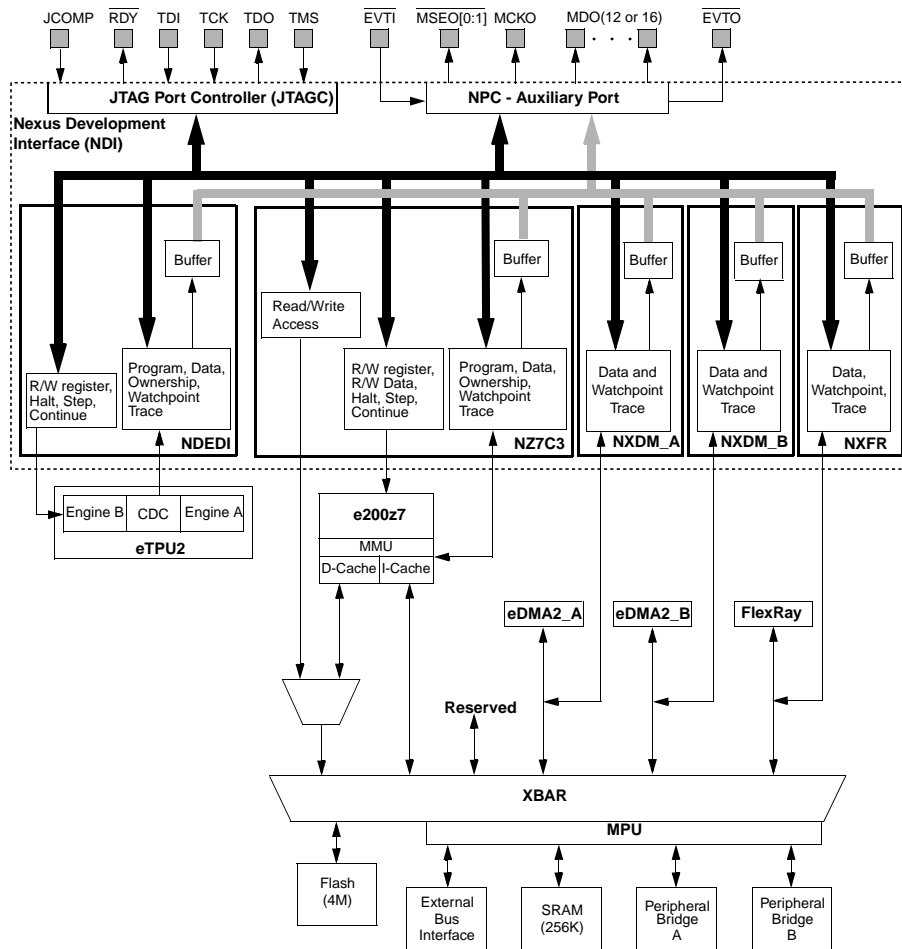 JCOMP RDY TDI TCK TDO TMS EVTI MSEO[0:1] MCKO MDO(12 or 16) EVTO
. . .
JTAG Port Controller (JTAGC)
NPC - Auxiliary Port
Nexus Development
Interface (NDI)
Buffer
R/W register,
Halt, Step,
Continue
Program, Data,
Ownership,
Watchpoint
Trace
NDEDI
Read/Write
Access
Buffer
R/W register,
R/W Data,
Halt, Step,
Continue
Program, Data,
Ownership,
Watchpoint
Trace
NZ7C3
Buffer
Data and
Watchpoint
Trace
NXDM_A
Buffer
Data and
Watchpoint
Trace
NXDM_B
Buffer
Data,
Watchpoint,
Trace
NXFR
Engine B CDC Engine A
eTPU2
e200z7
MMU
D-Cache I-Cache
eDMA2_A
eDMA2_B
FlexRay
Reserved
XBAR
MPU
Flash
(4M)
External
Bus
Interface
SRAM
(256K)
Peripheral
Bridge
A
Peripheral
Bridge
B